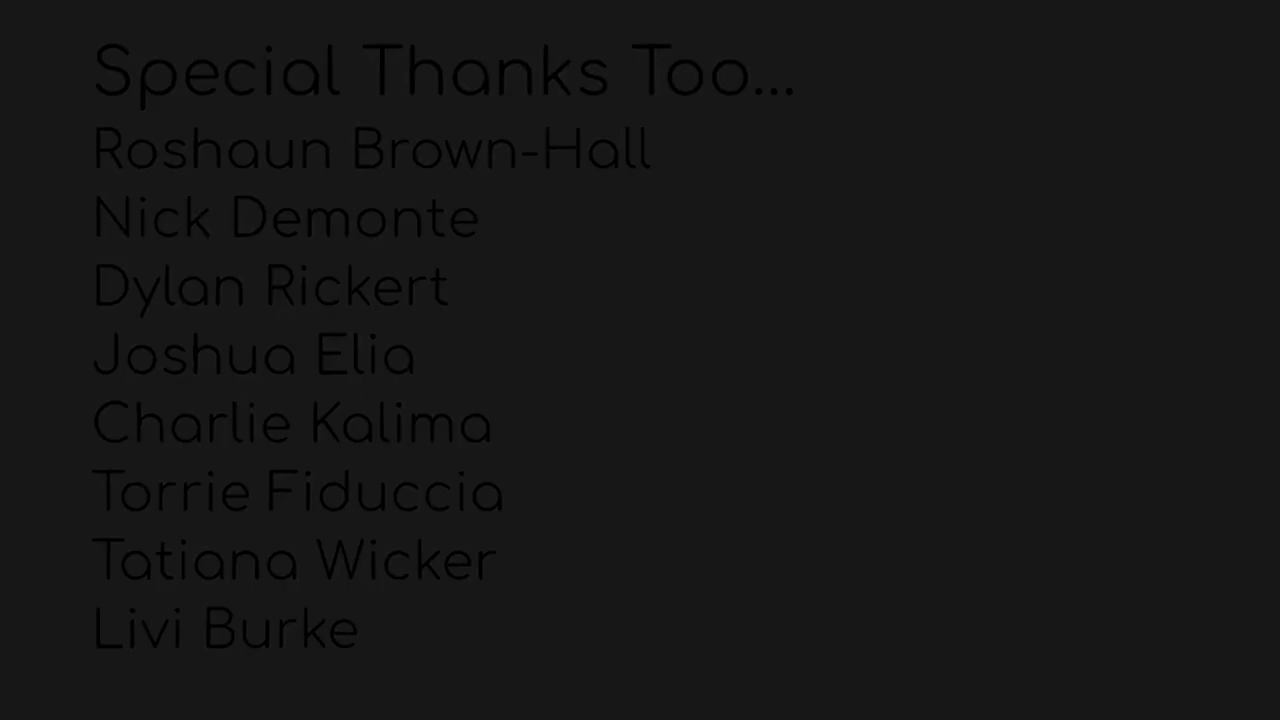 Special Thanks Too...
Roshaun Brown-Hall
Nick Demonte
Dylan Rickert
Joshua Elia
Charlie Kalima
Torrie Fiduccia
Tatiana Wicker
Livi Burke